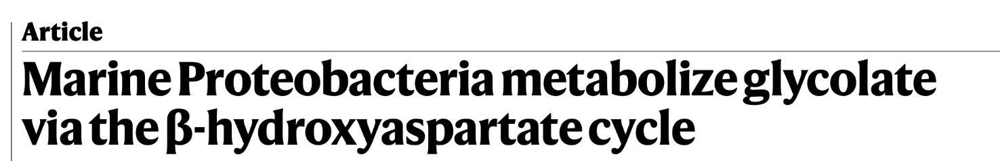 Article
Marine Proteobacteria metabolize glycolate
via the β-hydroxyaspartate cycle